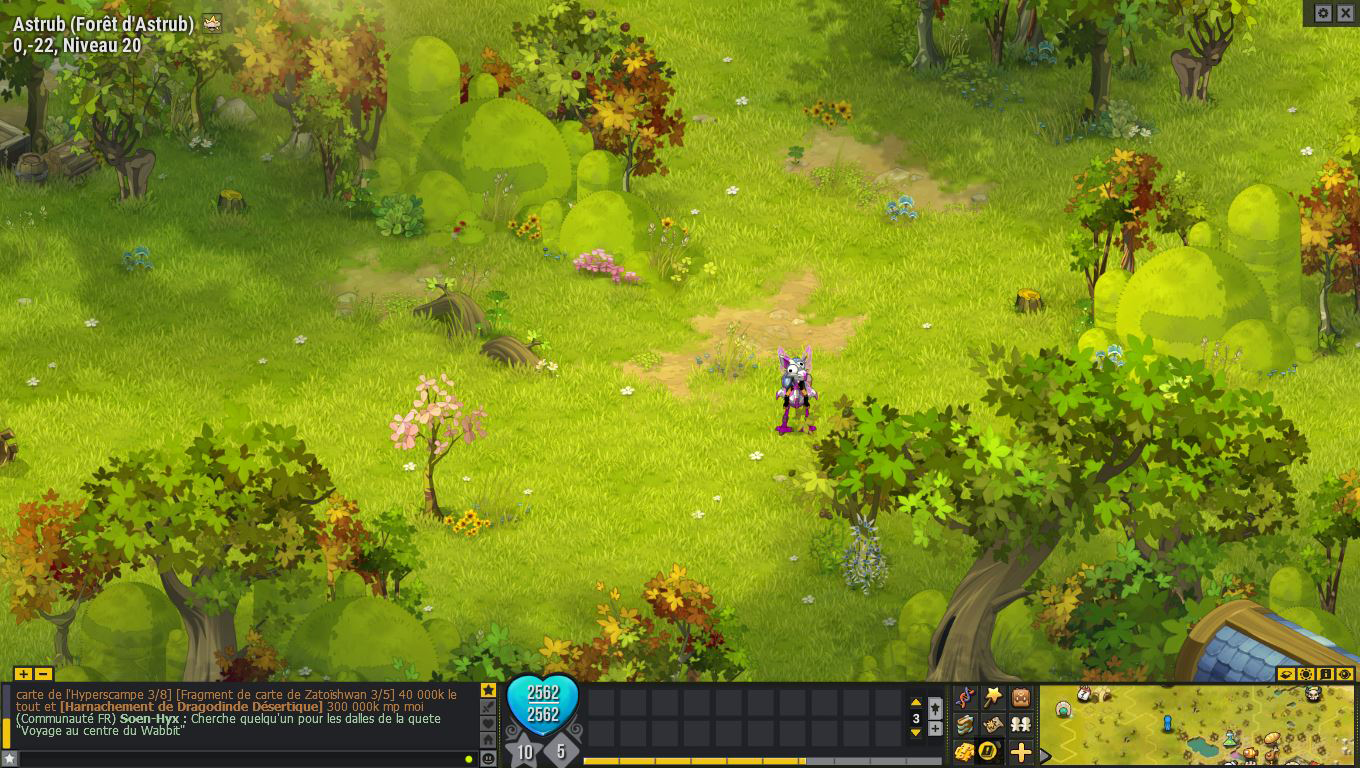 Astrub (Forêt d'Astrub)
0,-22, Niveau 20
carte de l'Hyperscampe 3/8] [Fragment de carte de Zatoïshwan 3/5] 40 000k le
tout et [Harnachement de Dragodinde Désertique] 300 000k mp moi
(Communauté FR) Soen-Hyx : Cherche quelqu'un pour les dalles de la quete
"Voyage au centre du Wabbit"
2562
2562
10
5
3